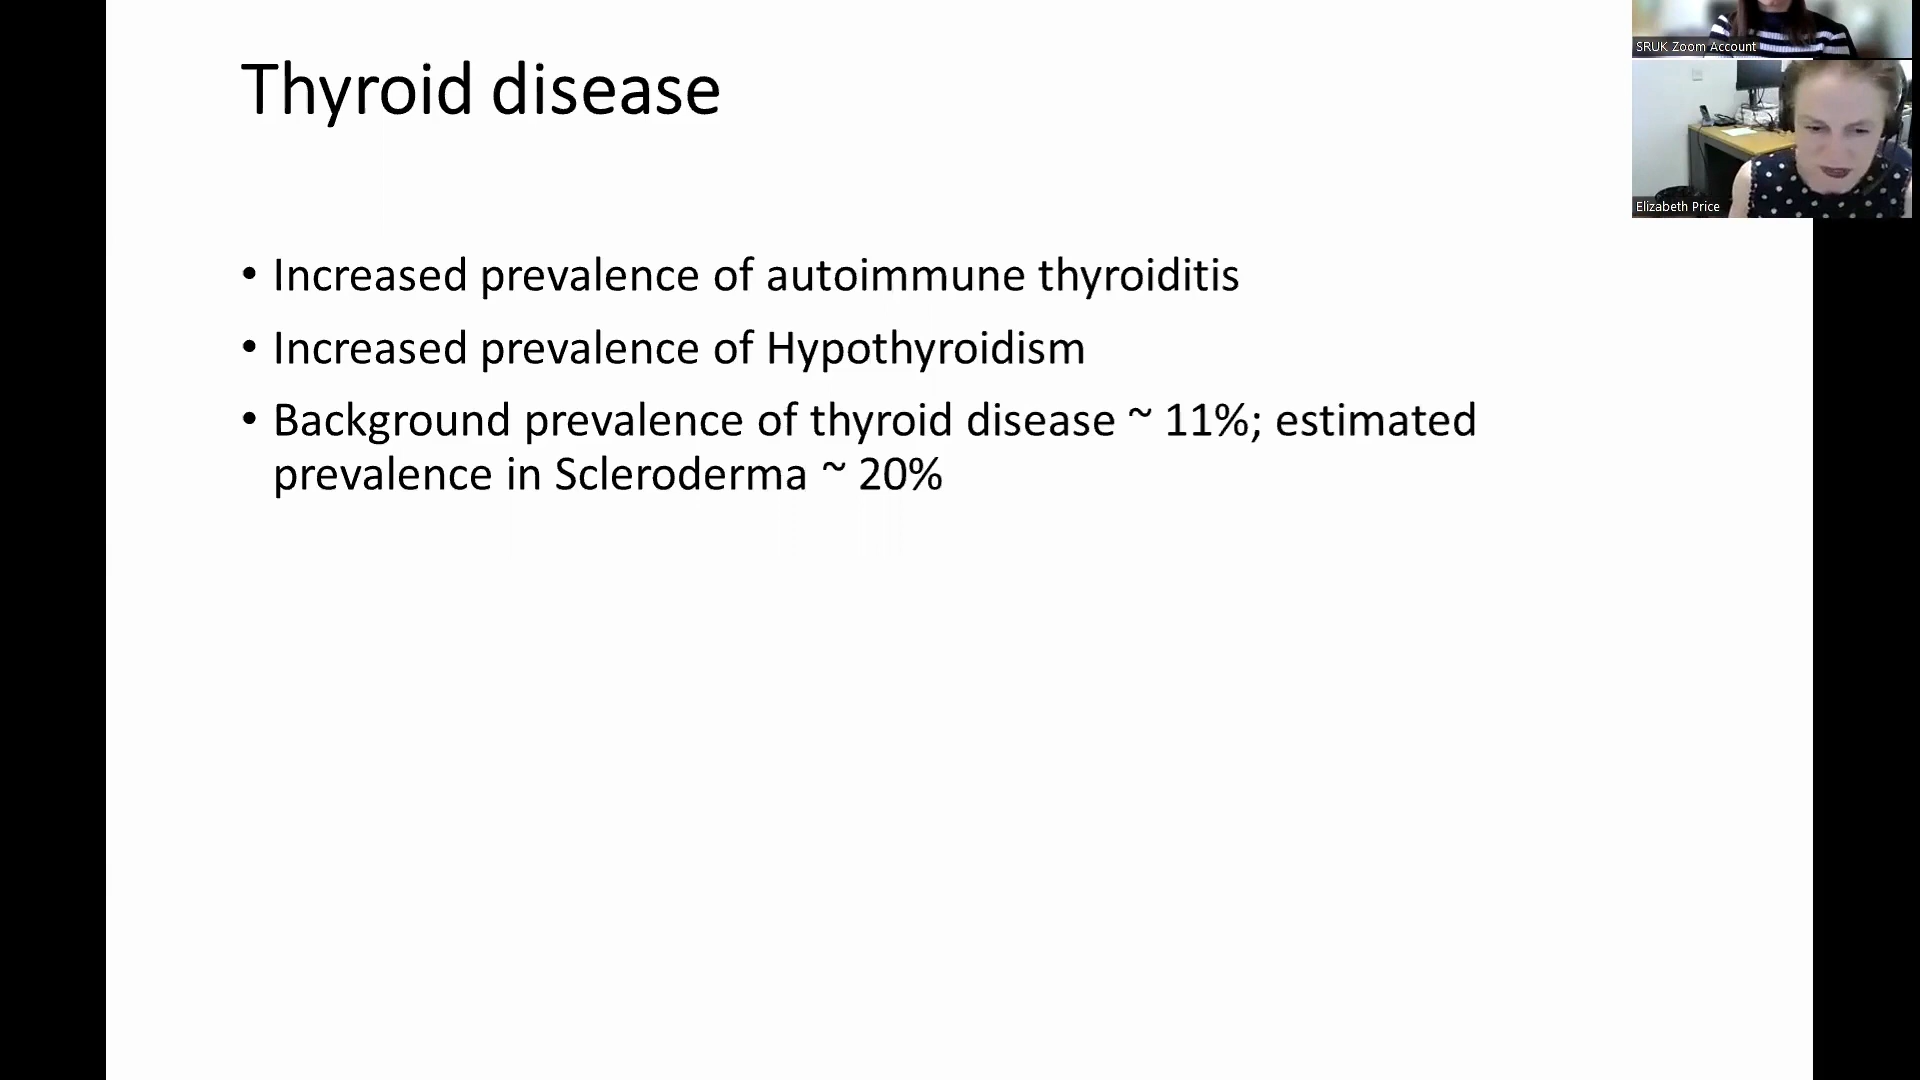 Thyroid disease
SRUK Zoom Account
Elizabeth Price
• Increased prevalence of autoimmune thyroiditis
• Increased prevalence of Hypothyroidism
• Background prevalence of thyroid disease ~ 11%; estimated
prevalence in Scleroderma ~ 20%